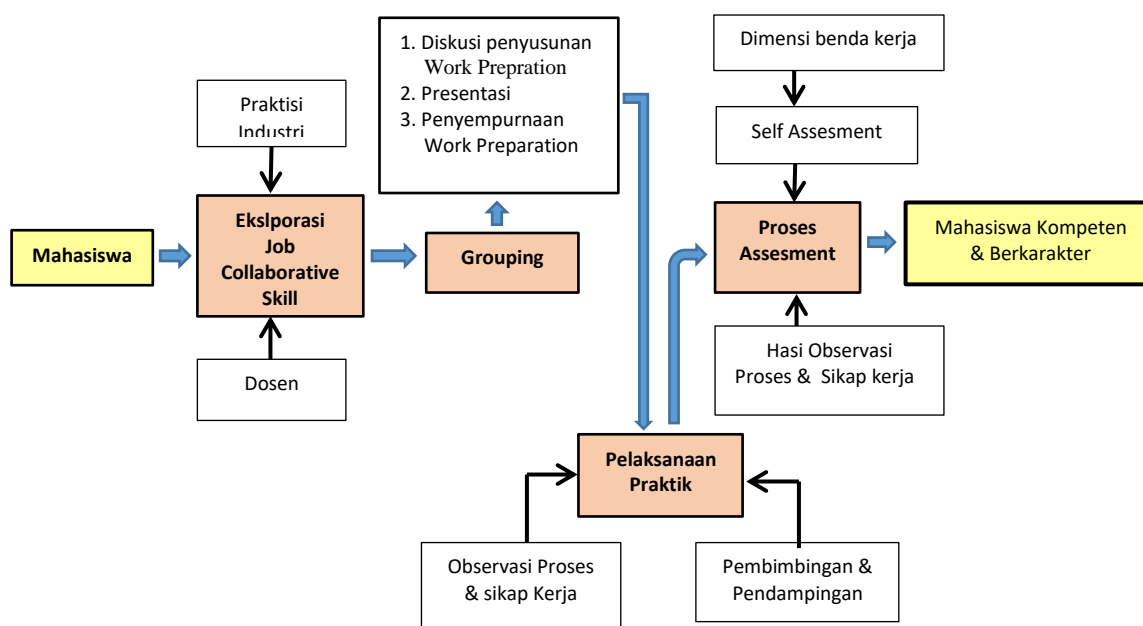 Mahasiswa
Praktisi
Industri
Ekslporasi
Job
Collaborative
Skill
Dosen
Grouping
1. Diskusi penyusunan
Work Prepration
2. Presentasi
3. Penyempurnaan
Work Preparation
Pelaksanaan
Praktik
Observasi Proses
& sikap Kerja
Pembimbingan &
Pendampingan
Dimensi benda kerja
Self Assesment
Proses
Assesment
Hasi Observasi
Proses & Sikap kerja
Mahasiswa Kompeten
& Berkarakter